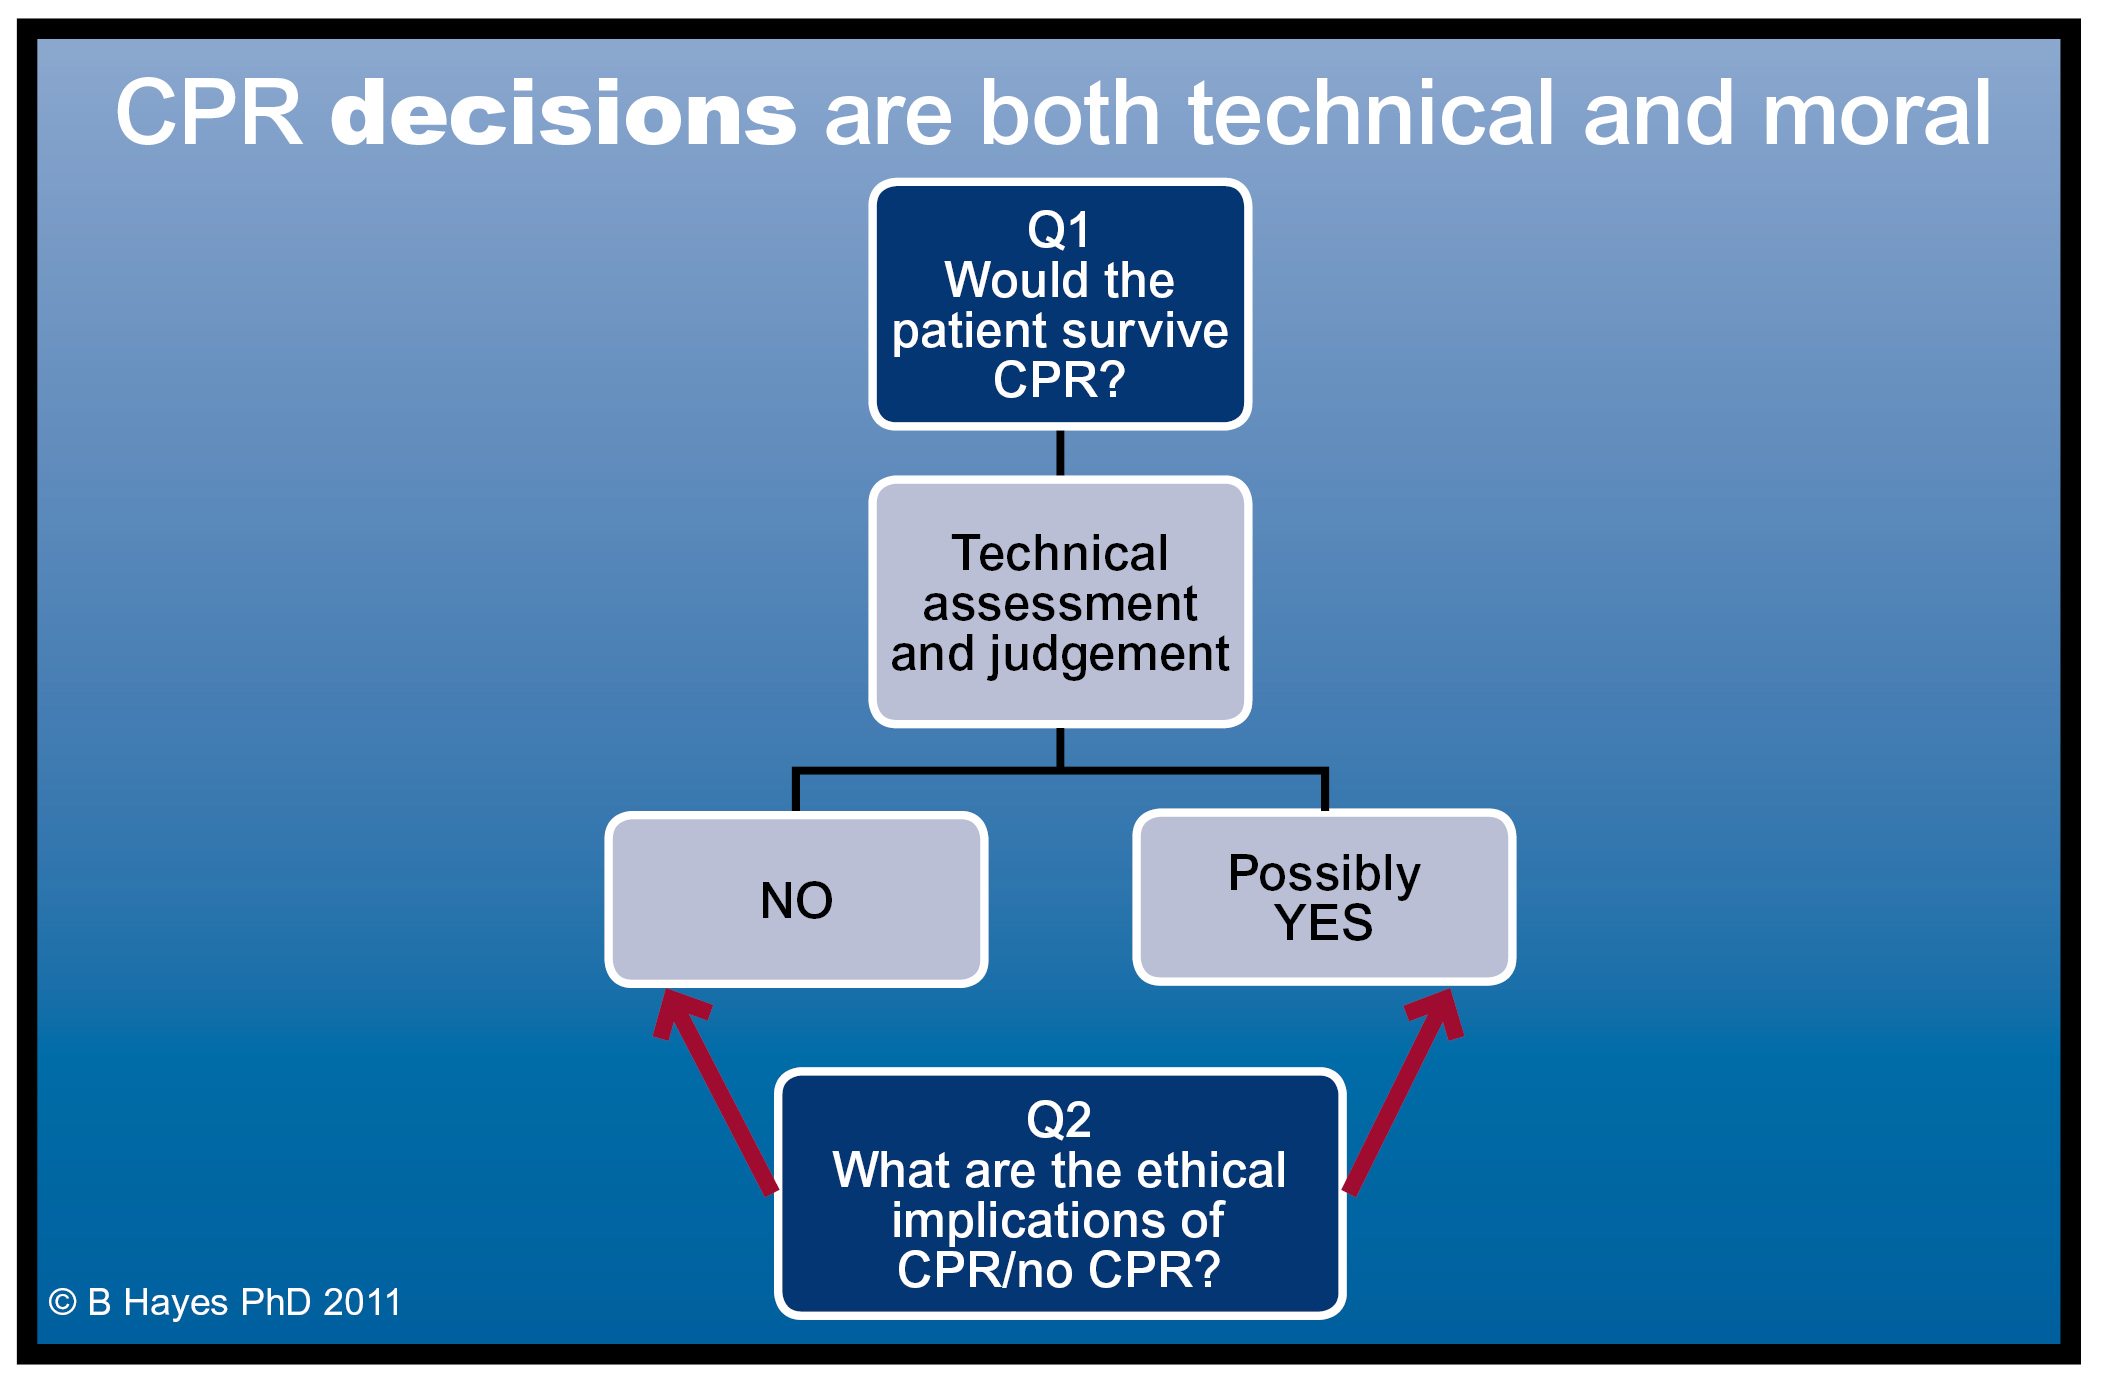 CPR decisions are both technical and moral
Q1
Would the
patient survive
CPR?
Technical
assessment
and judgement
NO
Possibly
YES
Q2
What are the ethical
implications of
CPR/no CPR?
© B Hayes PhD 2011